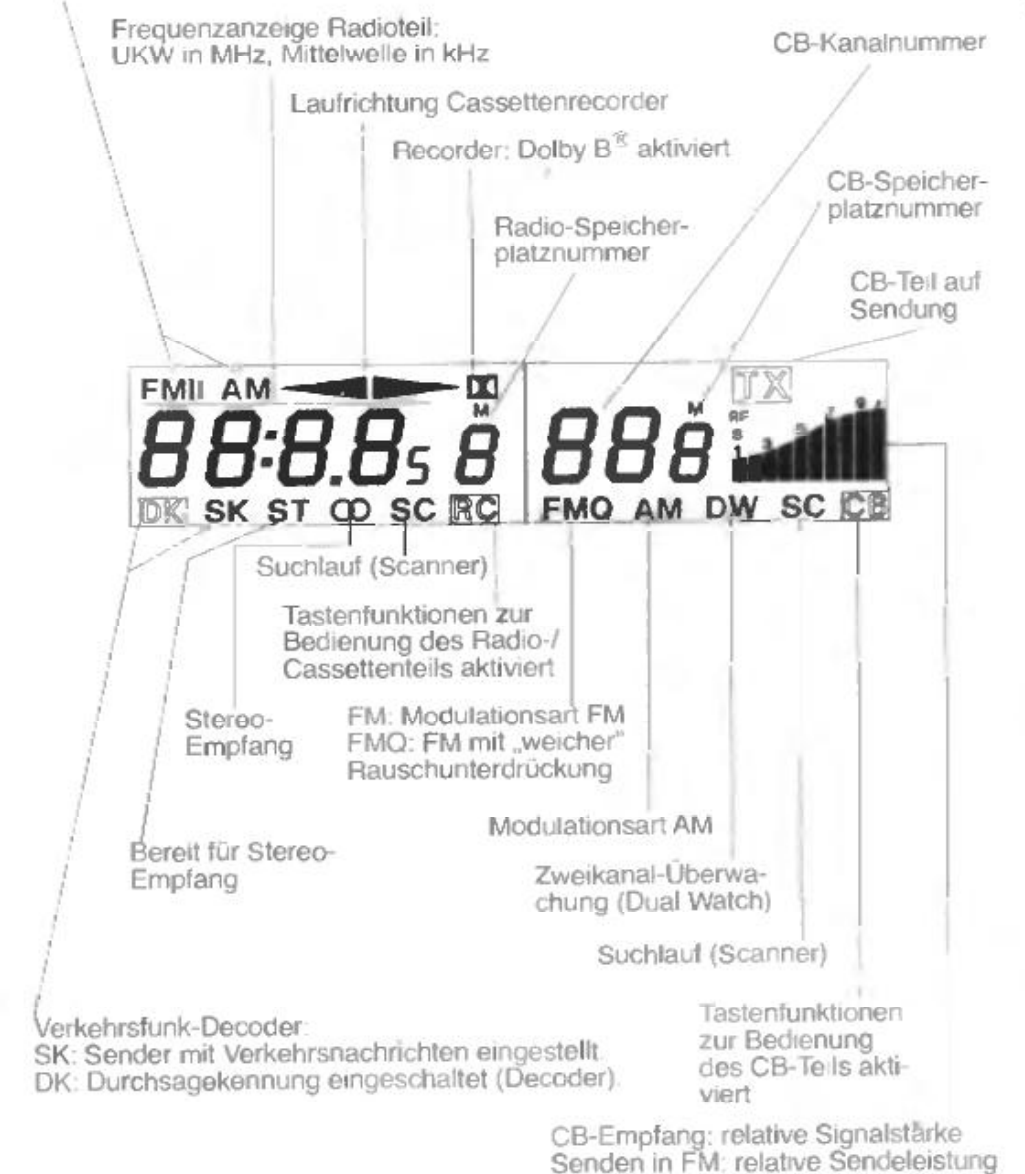 Frequenzanzeige Radioteil:
UKW in MHz, Mittelwelle in kHz
CB-Kanalnummer
Laufrichtung Cassettenrecorder
Recorder: Dolby B® aktiviert
CB-Speicher-
platznummer
Radio-Speicher-
platznummer
CB-Teil auf
Sendung
FMII AM
M
88:8.85 8
DK SK ST CO SC RC
TX
M
888
RF
S
1 3 5 7 9
FMQ AM DW SC CB
Suchlauf (Scanner)
Tastenfunktionen zur
Bedienung des Radio-/
Cassettenteils aktiviert
Stereo-
Empfang
FM: Modulationsart FM
FMQ: FM mit „weicher"
Rauschunterdrückung
Modulationsart AM
Bereit für Stereo-
Empfang
Zweikanal-Überwa-
chung (Dual Watch)
Suchlauf (Scanner)
Verkehrsfunk-Decoder:
SK: Sender mit Verkehrsnachrichten eingestellt.
DK: Durchsagekennung eingeschaltet (Decoder).
Tastenfunktionen
zur Bedienung
des CB-Teils akti-
viert
CB-Empfang: relative Signalstärke
Senden in FM: relative Sendeleistung